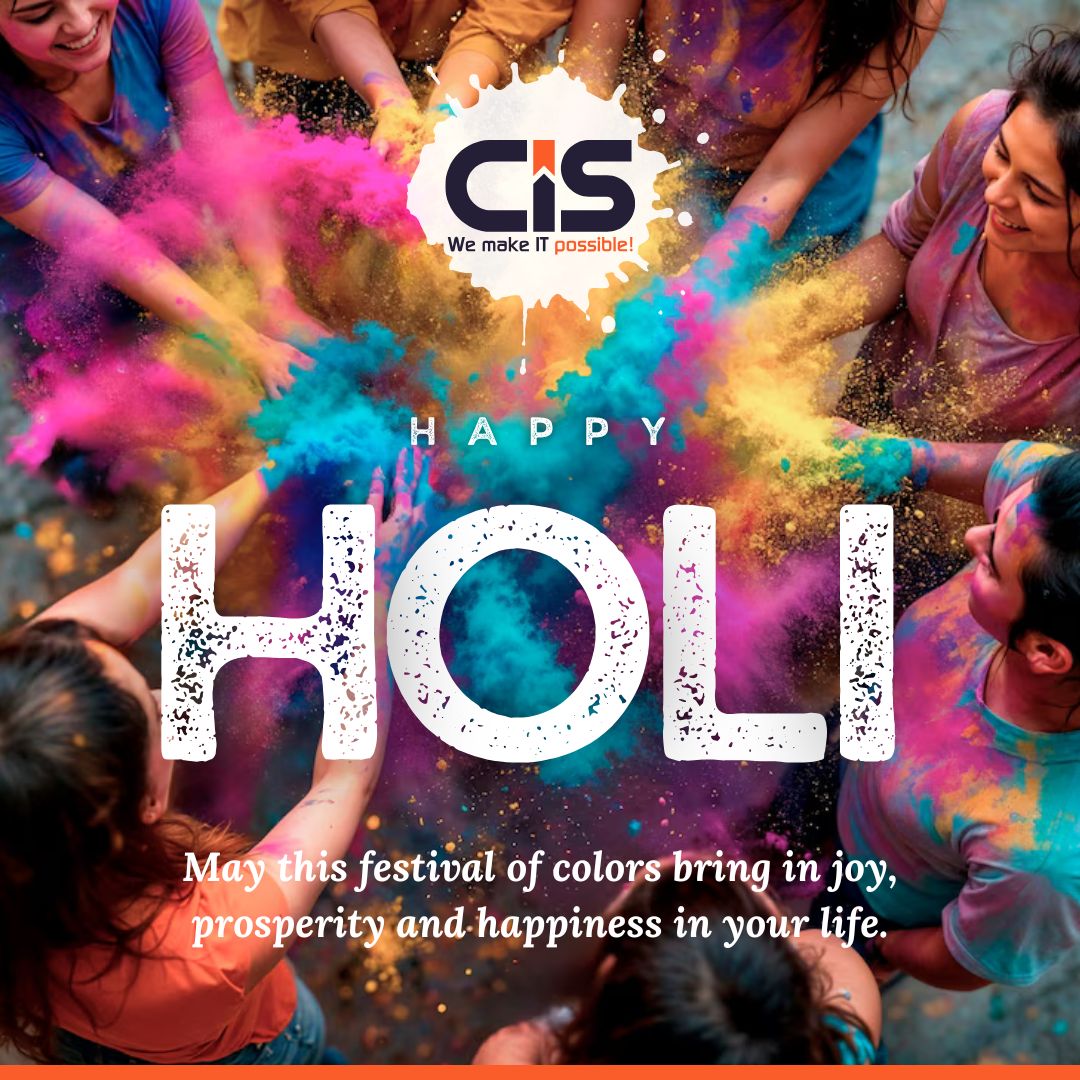 CiS
We make IT possible!
HAPPY
HOLI
May this festival of colors bring in joy,
prosperity and happiness in your life.